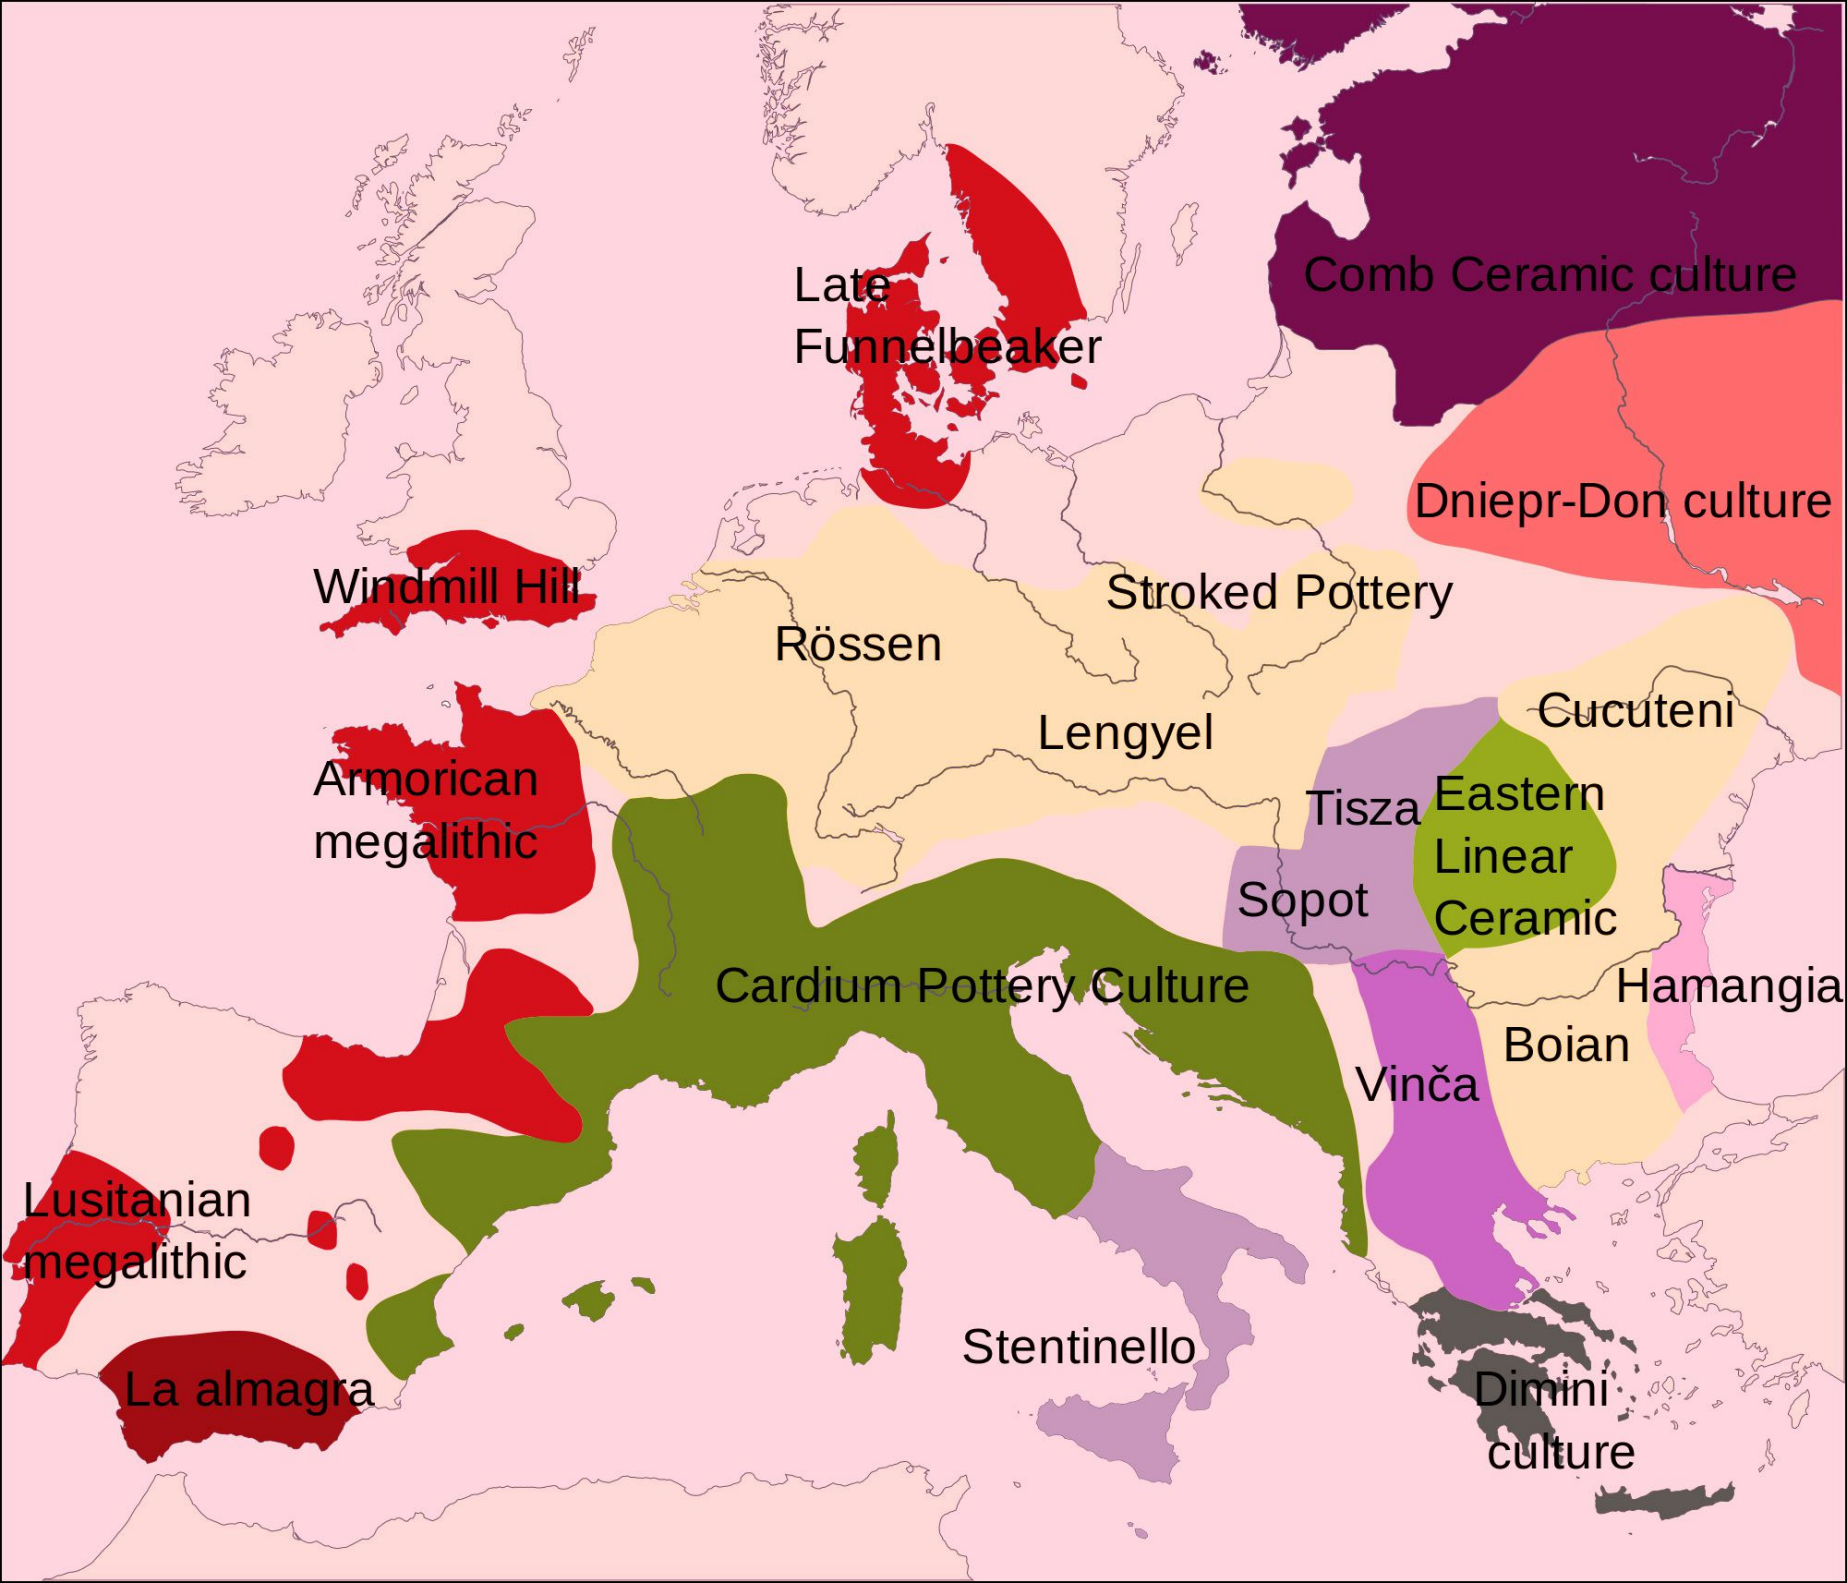 Comb Ceramic culture
Late
Funnelbeaker
Dniepr-Don culture
Windmill Hill
Stroked Pottery
Rössen
Cucuteni
Lengyel
Armorican
megalithic
Tisza
Eastern
Linear
Ceramic
Sopot
Cardium Pottery Culture
Hamangia
Boian
Vinča
Lusitanian
megalithic
Stentinello
La almagra
Dimini
culture